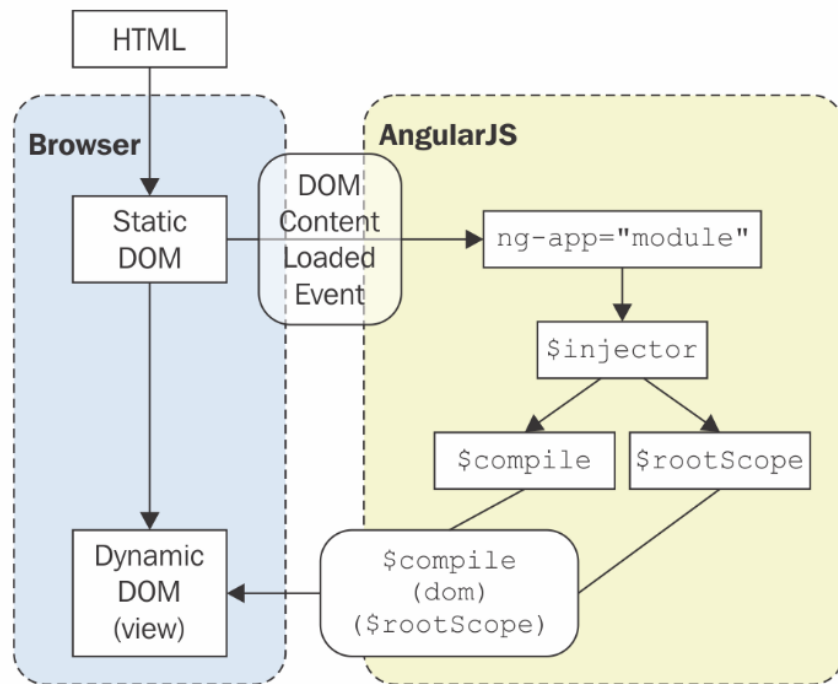 HTML
Browser
AngularJS
Static
DOM
DOM
Content
Loaded
Event
ng-app="module"
$injector
$compile
$rootScope
Dynamic
DOM
(view)
$compile
(dom)
($rootScope)